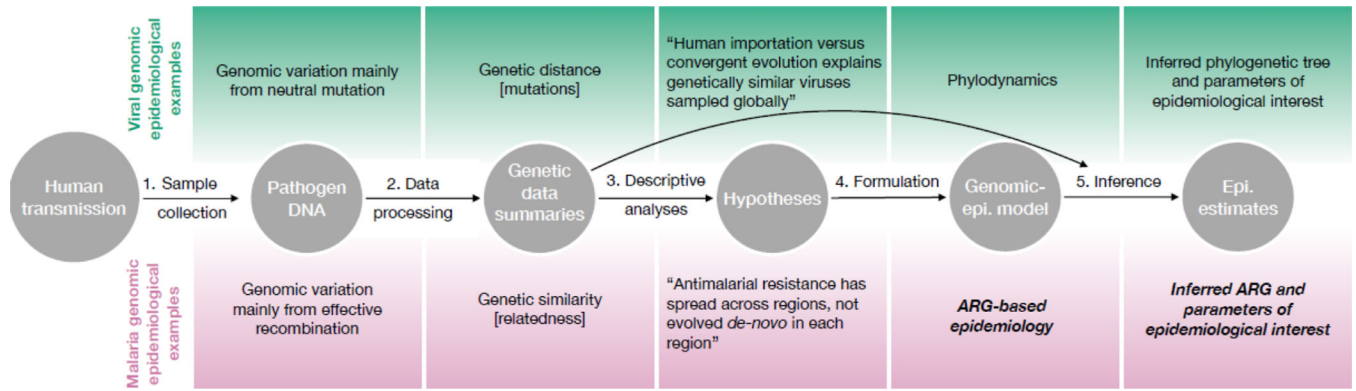 Viral genomic
epidemiological
examples
Genomic variation mainly
from neutral mutation
Genetic distance
[mutations]
“Human importation versus
convergent evolution explains
genetically similar viruses
sampled globally”
Phylodynamics
Inferred phylogenetic tree
and parameters of
epidemiological interest
Human
transmission
1. Sample
collection
Pathogen
DNA
2. Data
processing
Genetic
data
summaries
3. Descriptive
analyses
Hypotheses
4. Formulation
Genomic-
epi. model
5. Inference
Epi.
estimates
Malaria genomic
epidemiological
examples
Genomic variation
mainly from effective
recombination
Genetic similarity
[relatedness]
“Antimalarial resistance has
spread across regions, not
evolved de-novo in each
region”
ARG-based
epidemiology
Inferred ARG and
parameters of
epidemiological interest